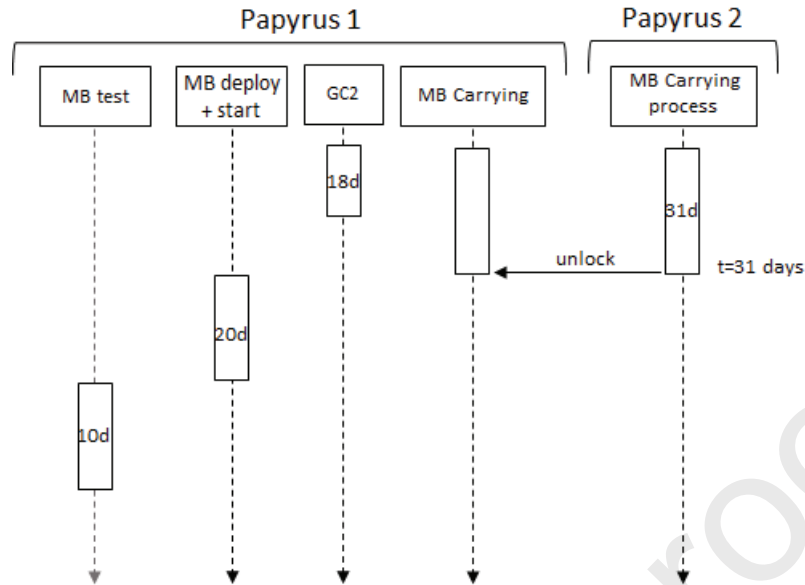 Papyrus 1
Papyrus 2
MB test
MB deploy
+ start
GC2
MB Carrying
MB Carrying
process
18d
31d
unlock
t=31 days
20d
10d